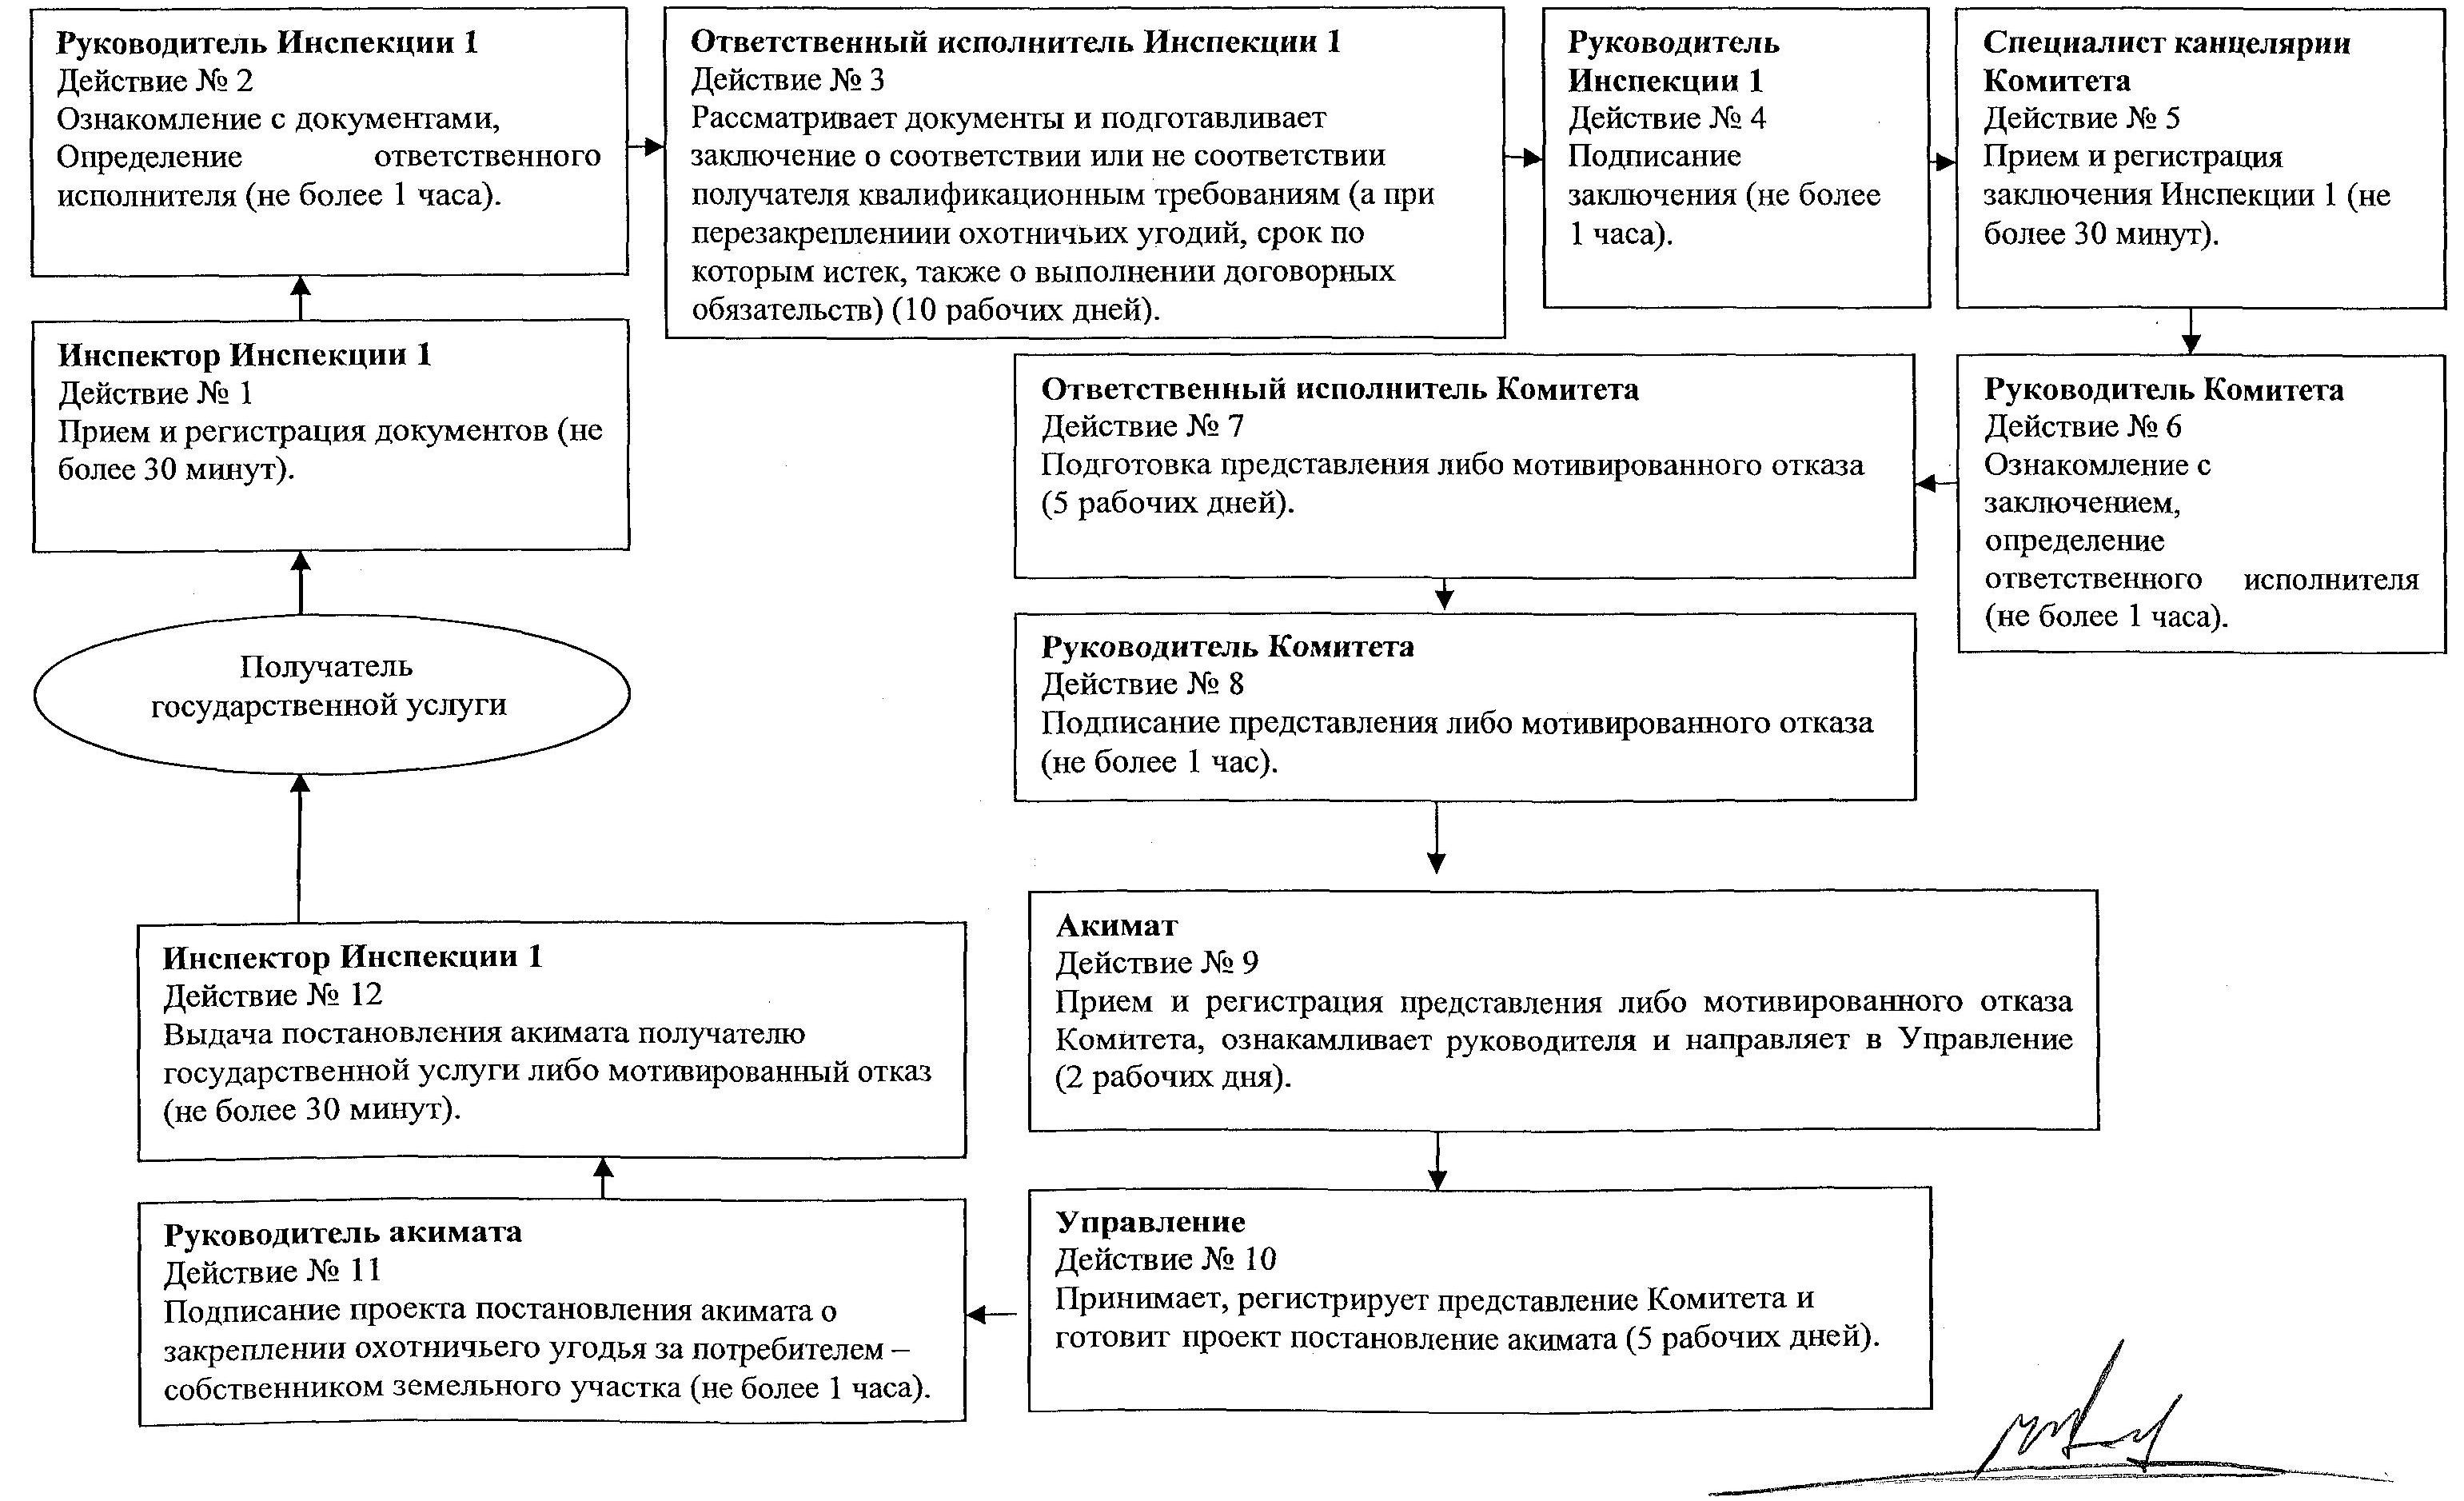 Руководитель Инспекции 1
Действие № 2
Ознакомление с документами,
Определение ответственного
исполнителя (не более 1 часа).
Ответственный исполнитель Инспекции 1
Действие № 3
Рассматривает документы и подготавливает
заключение о соответствии или не соответствии
получателя квалификационным требованиям (а при
перезакреплениии охотничьих угодий, срок по
которым истек, также о выполнении договорных
обязательств) (10 рабочих дней).
Руководитель
Инспекции 1
Действие № 4
Подписание
заключения (не более
1 часа).
Специалист канцелярии
Комитета
Действие № 5
Прием и регистрация
заключения Инспекции 1 (не
более 30 минут).
Инспектор Инспекции 1
Действие № 1
Прием и регистрация документов (не
более 30 минут).
Ответственный исполнитель Комитета
Действие № 7
Подготовка представления либо мотивированного отказа
(5 рабочих дней).
Руководитель Комитета
Действие № 6
Ознакомление с
заключением,
определение
ответственного исполнителя
(не более 1 часа).
Получатель
государственной услуги
Руководитель Комитета
Действие № 8
Подписание представления либо мотивированного отказа
(не более 1 час).
Акимат
Действие № 9
Прием и регистрация представления либо мотивированного отказа
Комитета, ознакамливает руководителя и направляет в Управление
(2 рабочих дня).
Инспектор Инспекции 1
Действие № 12
Выдача постановления акимата получателю
государственной услуги либо мотивированный отказ
(не более 30 минут).
Управление
Действие № 10
Принимает, регистрирует представление Комитета и
готовит проект постановление акимата (5 рабочих дней).
Руководитель акимата
Действие № 11
Подписание проекта постановления акимата о
закреплении охотничьего угодья за потребителем –
собственником земельного участка (не более 1 часа).